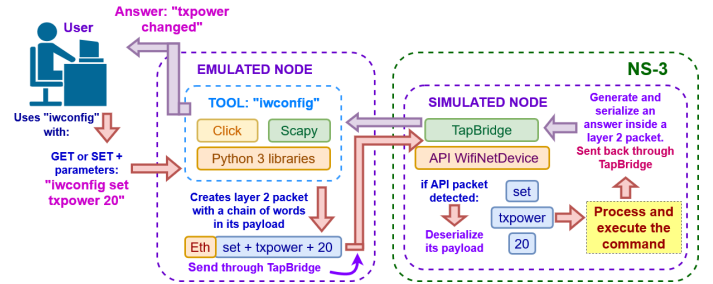 Answer: "txpower
changed"
User
Uses "iwconfig"
with:
GET or SET +
parameters:
"iwconfig set
txpower 20"
EMULATED NODE
TOOL: "iwconfig"
Click
Scapy
Python 3 libraries
Creates layer 2 packet
with a chain of words
in its payload
Eth
set + txpower + 20
Send through TapBridge
NS-3
SIMULATED NODE
TapBridge
API WifiNetDevice
if API packet
detected:
Deserialize
its payload
set
txpower
20
Generate and
serialize an
answer inside a
layer 2 packet.
Sent back through
TapBridge
Process and
execute the
command